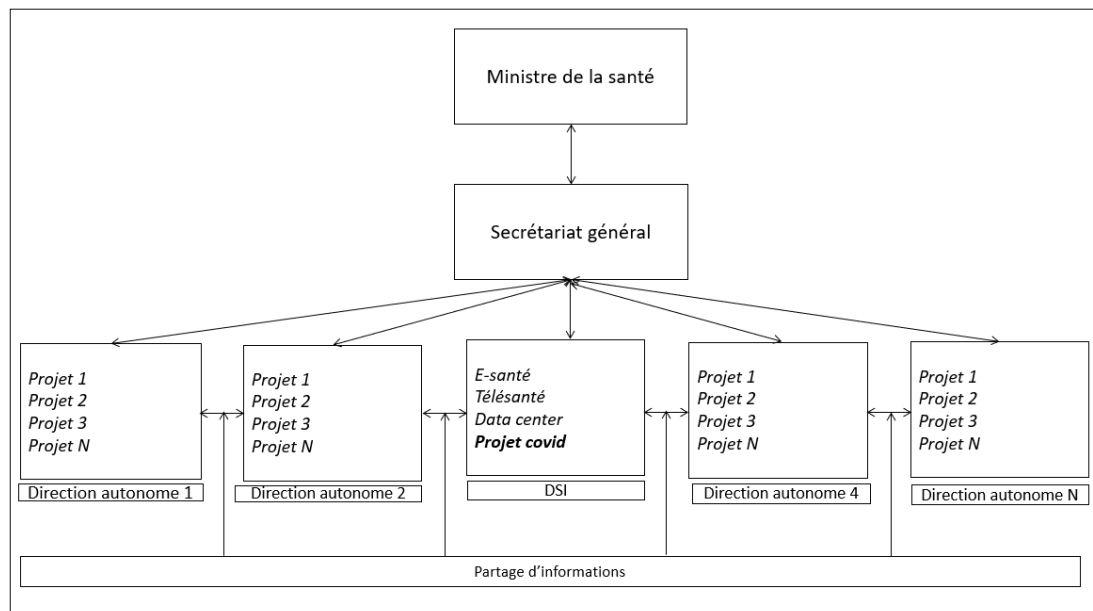 Ministre de la santé
Secrétariat général
Projet 1
Projet 2
Projet 3
Projet N
Direction autonome 1
Projet 1
Projet 2
Projet 3
Projet N
Direction autonome 2
E-santé
Télésanté
Data center
Projet covid
DSI
Projet 1
Projet 2
Projet 3
Projet N
Direction autonome 4
Projet 1
Projet 2
Projet 3
Projet N
Direction autonome N
Partage d’informations